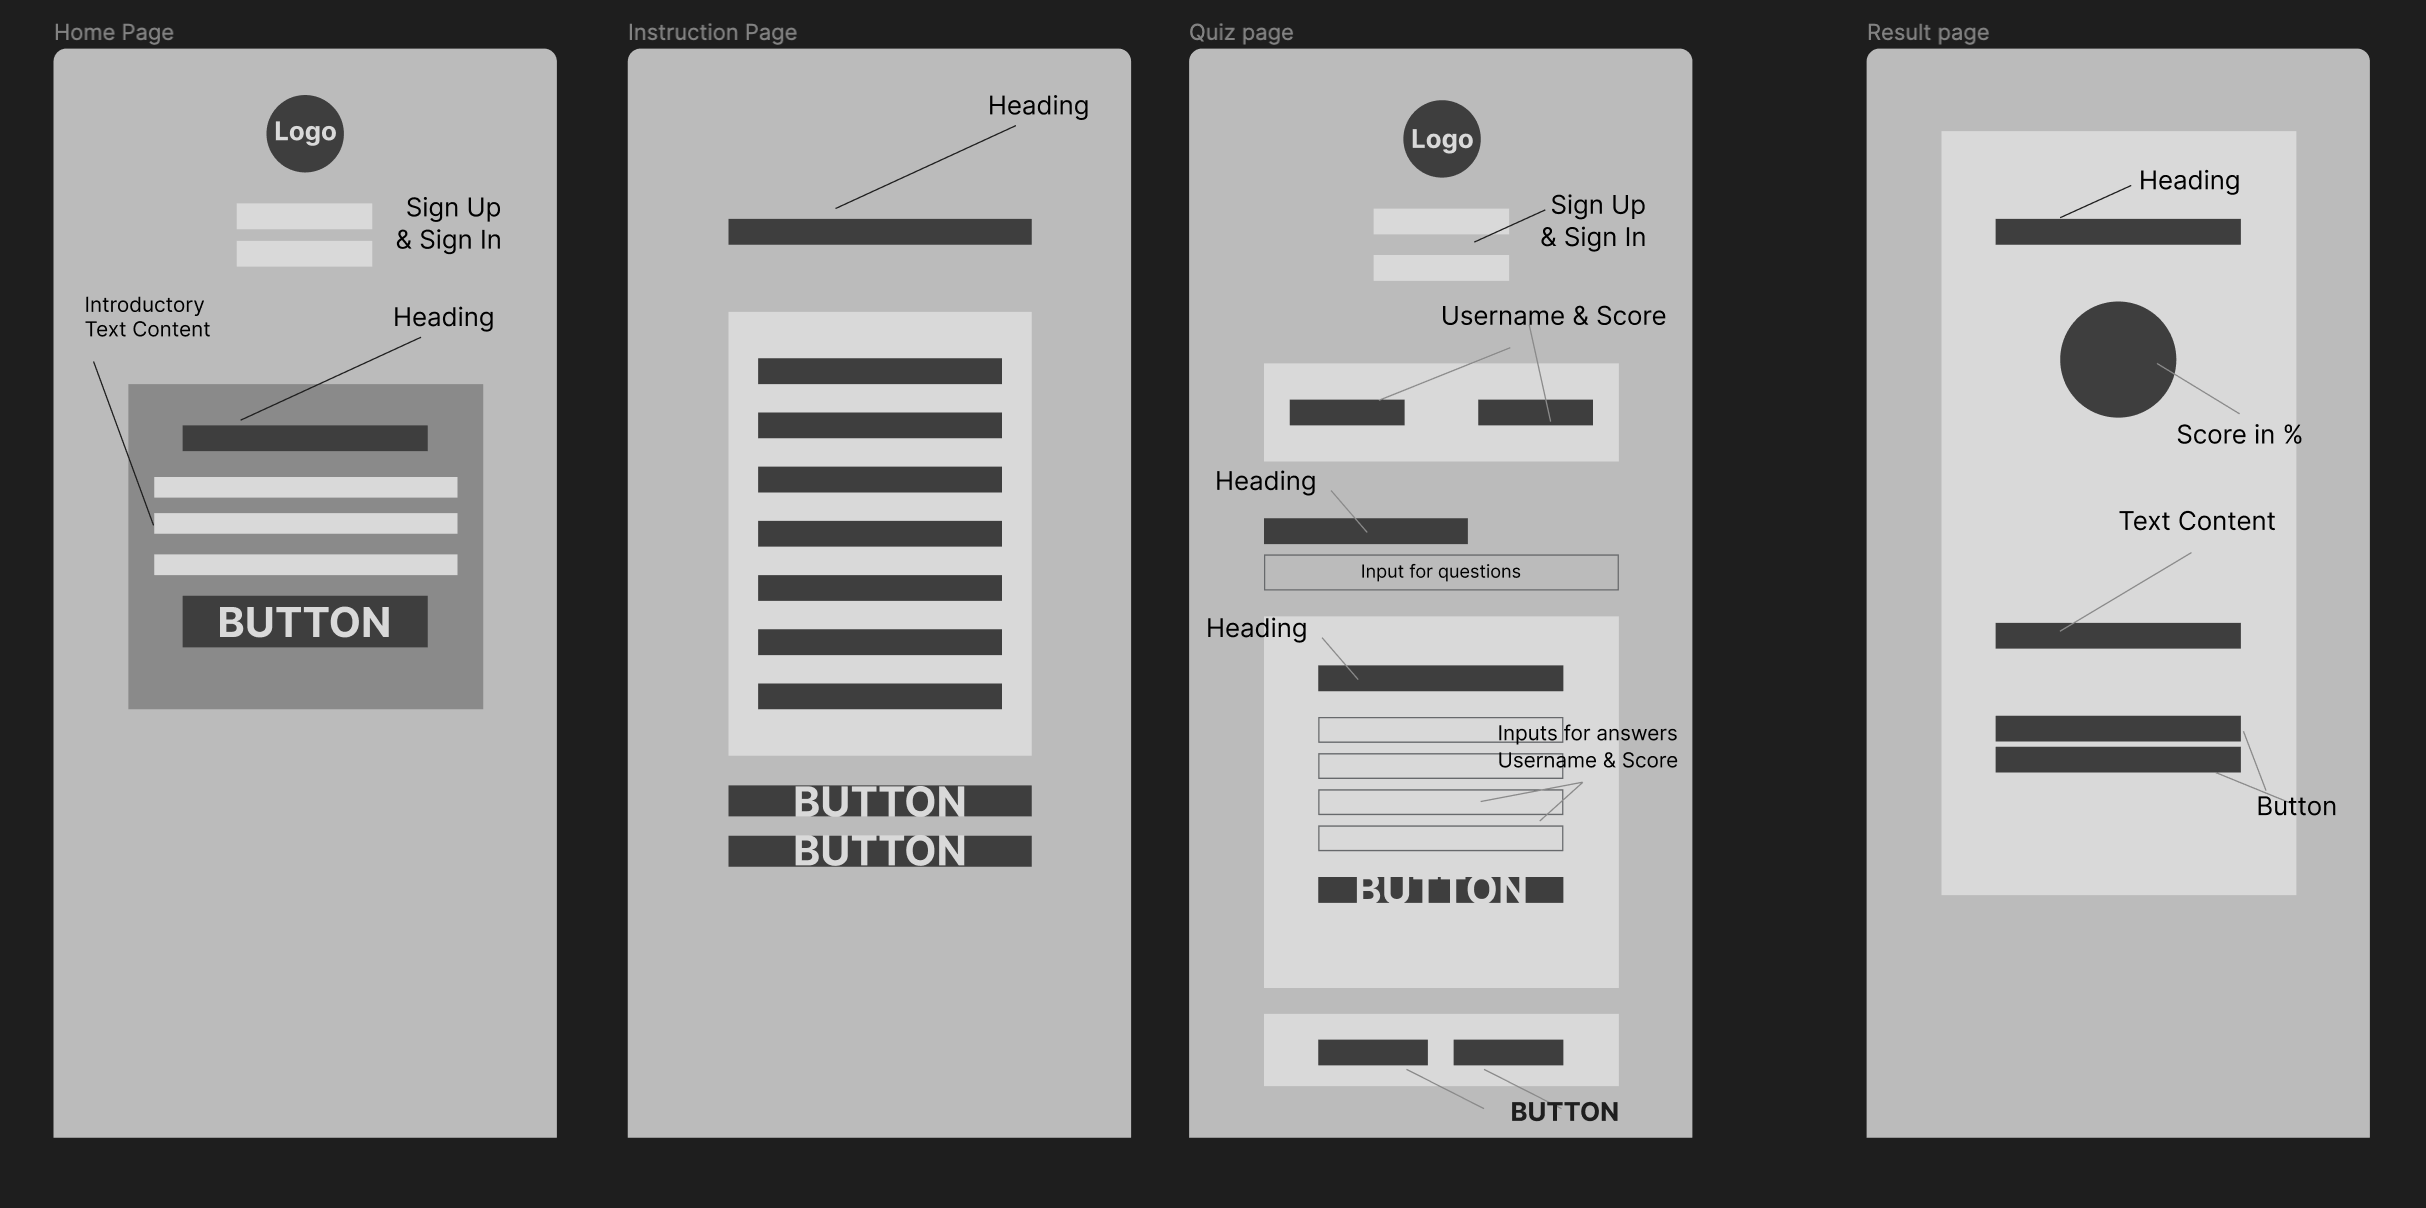 Home Page
Logo
Sign Up
& Sign In
Introductory
Text Content
Heading
BUTTON
Instruction Page
Heading
BUTTON
BUTTON
Quiz page
Logo
Sign Up
& Sign In
Username & Score
Heading
Input for questions
Heading
Inputs for answers
Username & Score
BUTTON
BUTTON
Result page
Heading
Score in %
Text Content
Button